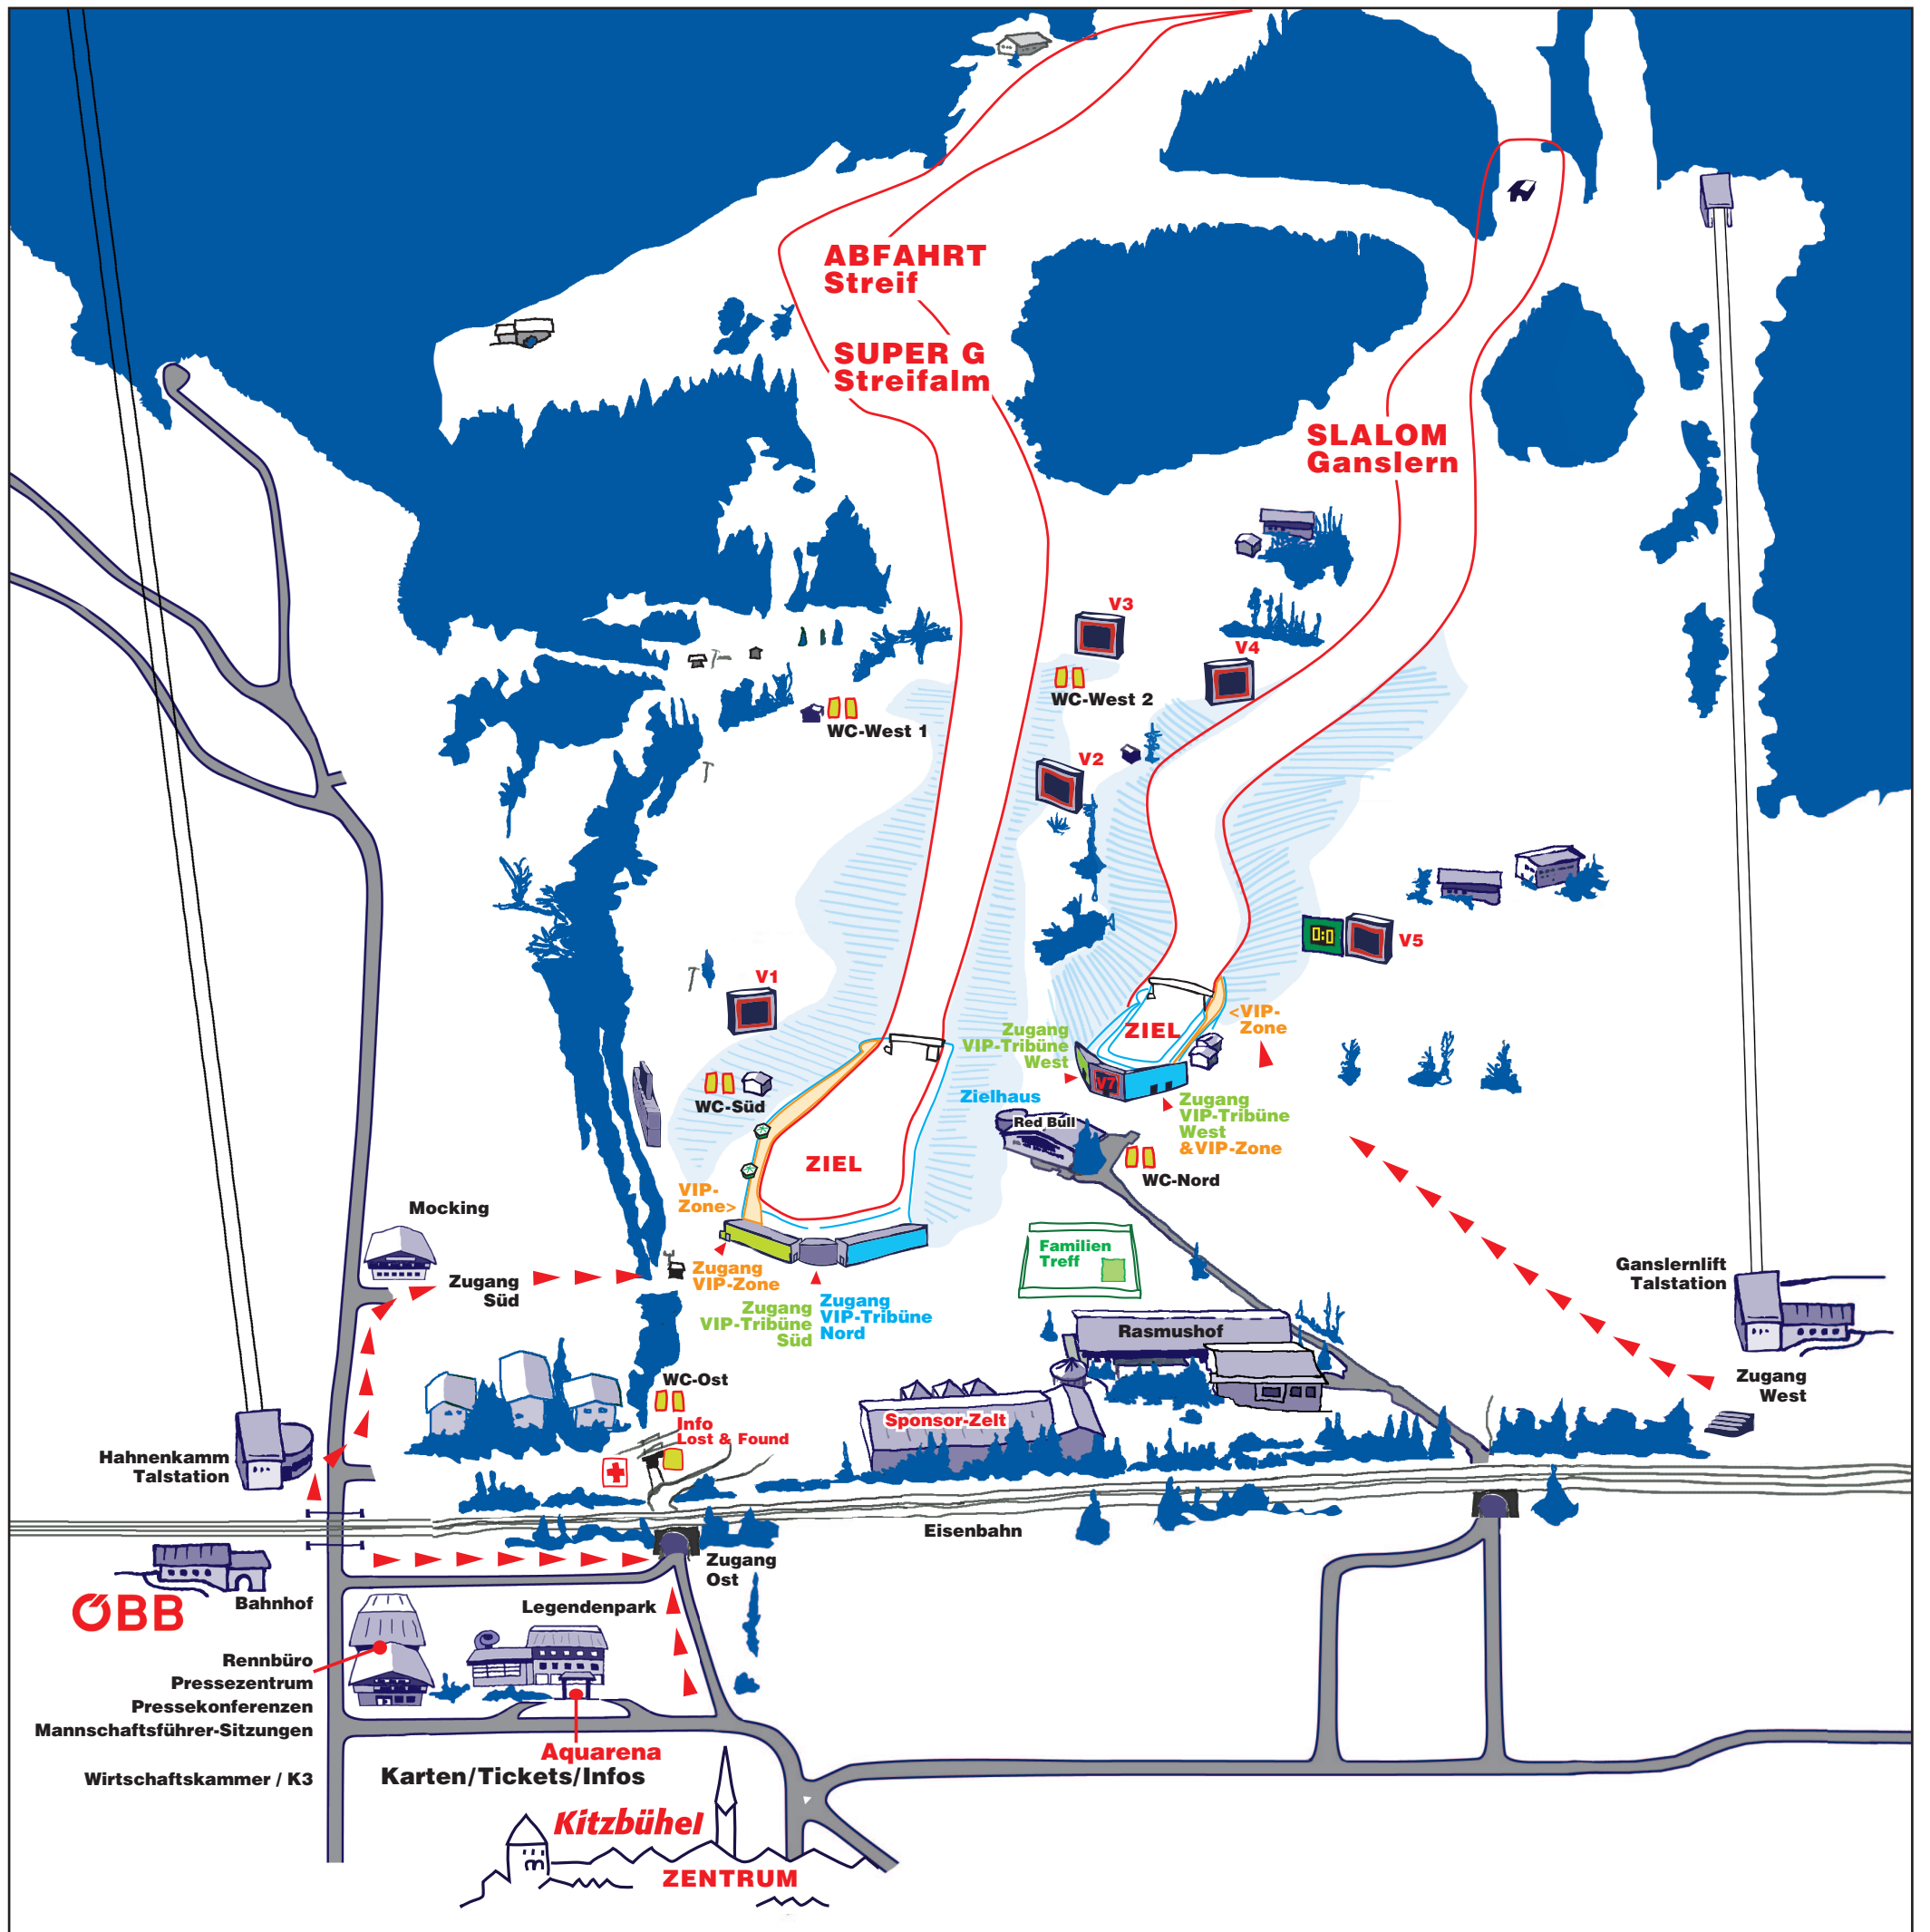 ABFAHRT
Streif
SUPER G
Streifalm
SLALOM
Ganslern
V3
V4
WC-West 2
WC-West 1
V2
0:0
V5
V1
<VIP-
Zone
ZIEL
Zugang
VIP-Tribüne
West
V7
WC-Süd
Zielhaus
Red Bull
Zugang
VIP-Tribüne
West
&VIP-Zone
ZIEL
WC-Nord
VIP-
Zone>
Mocking
Zugang
Süd
Zugang
VIP-Zone
Familien
Treff
Ganslernlift
Talstation
Zugang
VIP-Tribüne
Süd
Zugang
VIP-Tribüne
Nord
Rasmushof
WC-Ost
Zugang
West
Info
Lost & Found
Sponsor-Zelt
Hahnenkamm
Talstation
Eisenbahn
Zugang
Ost
Bahnhof
ÖBB
Legendenpark
Rennbüro
Pressezentrum
Pressekonferenzen
Mannschaftsführer-Sitzungen
Wirtschaftskammer / K3
Aquarena
Karten/Tickets/Infos
Kitzbühel
ZENTRUM